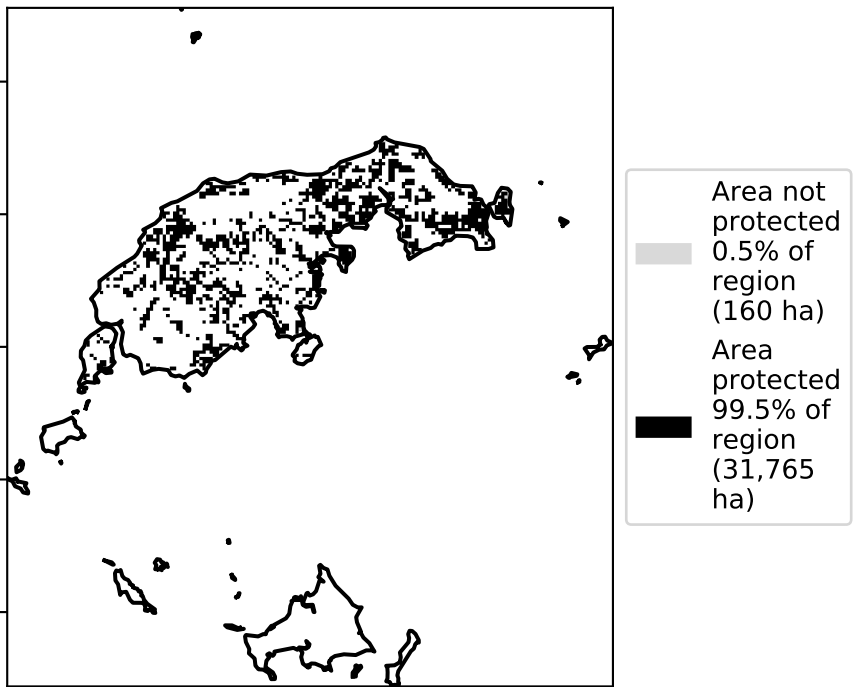 Area not
protected
0.5% of
region
(160 ha)
Area
protected
99.5% of
region
(31,765
ha)